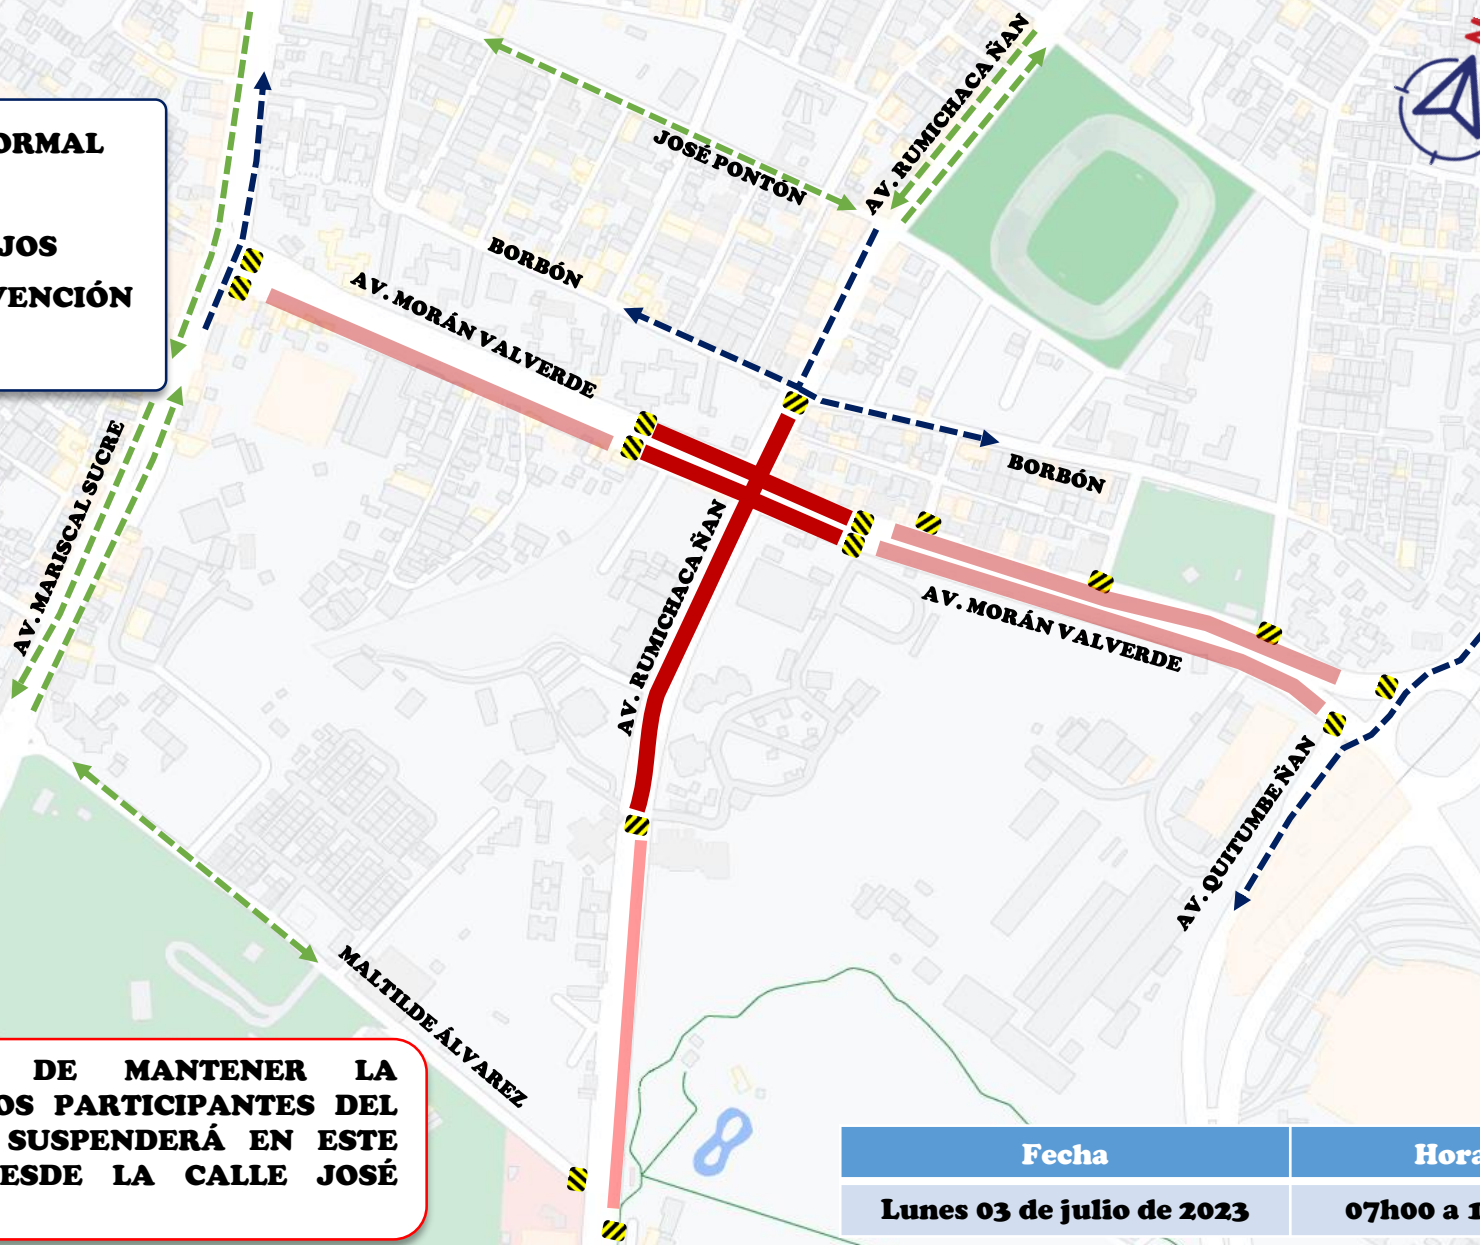 ORMAL
JOS
VENCIÓN
AV. RUMICHACA ÑAN
JOSÉ PONTÓN
BORBÓN
AV. MORÁN VALVERDE
AV. MARISCAL SUCRE
BORBÓN
AV. RUMICHACA ÑAN
AV. MORÁN VALVERDE
AV. QUITUMBE ÑAN
MALTILDE ÁLVAREZ
DE MANTENER LA
OS PARTICIPANTES DEL
SUSPENDERÁ EN ESTE
ESDE LA CALLE JOSÉ
Fecha
Hora
Lunes 03 de julio de 2023
07h00 a 1